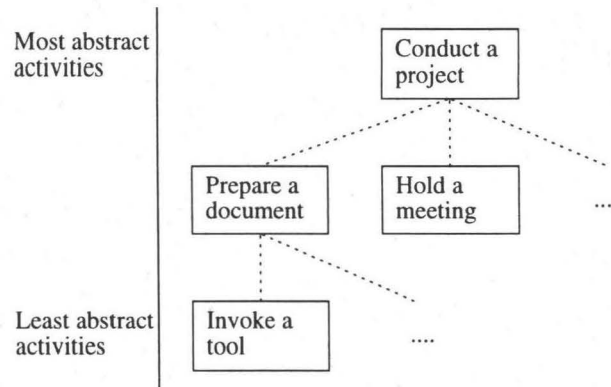 Most abstract
activities
Conduct a
project
Prepare a
document
Hold a
meeting
...
Least abstract
activities
Invoke a
tool
....